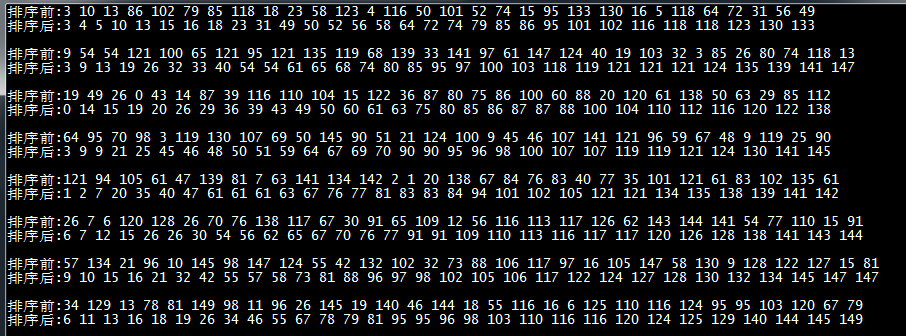 排序前:3 10 13 86 102 79 85 118 18 23 58 123 4 116 50 101 52 74 15 95 133 130 16 5 118 64 72 31 56 49
排序后:3 4 5 10 13 15 16 18 23 31 49 50 52 56 58 64 72 74 79 85 86 95 101 102 116 118 118 123 130 133
排序前:9 54 54 121 100 65 121 95 121 135 119 68 139 33 141 97 61 147 124 40 19 103 32 3 85 26 80 74 118 13
排序后:3 9 13 19 26 32 33 40 54 54 61 65 68 74 80 85 95 97 100 103 118 119 121 121 121 124 135 139 141 147
排序前:19 49 26 0 43 14 87 39 116 110 104 15 122 36 87 80 75 86 100 60 88 20 120 61 138 50 63 29 85 112
排序后:0 14 15 19 20 26 29 36 39 43 49 50 60 61 63 75 80 85 86 87 87 88 100 104 110 112 116 120 122 138
排序前:64 95 70 98 3 119 130 107 69 50 145 90 51 21 124 100 9 45 46 107 141 121 96 59 67 48 9 119 25 90
排序后:3 9 9 21 25 45 46 48 50 51 59 64 67 69 70 90 90 95 96 98 100 107 107 119 119 121 124 130 141 145
排序前:121 94 105 61 47 139 81 7 63 141 134 142 2 1 20 138 67 84 76 83 40 77 35 101 121 61 83 102 135 61
排序后:1 2 7 20 35 40 47 61 61 61 63 67 76 77 81 83 83 84 94 101 102 105 121 121 134 135 138 139 141 142
排序前:26 7 6 120 128 26 70 76 138 117 67 30 91 65 109 12 56 116 113 117 126 62 143 144 141 54 77 110 15 91
排序后:6 7 12 15 26 26 30 54 56 62 65 67 70 76 77 91 91 109 110 113 116 117 117 120 126 128 138 141 143 144
排序前:57 134 21 96 10 145 98 147 124 55 42 132 102 32 73 88 106 117 97 16 105 147 58 130 9 128 122 127 15 81
排序后:9 10 15 16 21 32 42 55 57 58 73 81 88 96 97 98 102 105 106 117 122 124 127 128 130 132 134 145 147 147
排序前:34 129 13 78 81 149 98 11 96 26 145 19 140 46 144 18 55 116 16 6 125 110 116 124 95 95 103 120 67 79
排序后:6 11 13 16 18 19 26 34 46 55 67 78 79 81 95 95 96 98 103 110 116 116 120 124 125 129 140 144 145 149